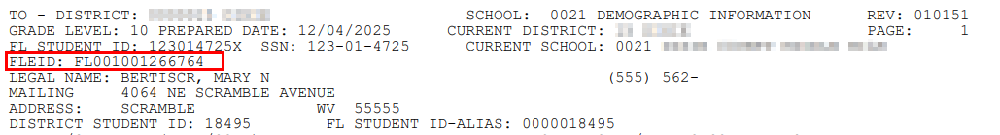 TO - DISTRICT: SCHOOL: 0021 DEMOGRAPHIC INFORMATION REV: 010151
GRADE LEVEL: 10 PREPARED DATE: 12/04/2025 CURRENT DISTRICT: PAGE: 1
FL STUDENT ID: 123014725X SSN: 123-01-4725 CURRENT SCHOOL: 0021
FLEID: FL001001266764
LEGAL NAME: BERTISCR, MARY N (555) 562-
MAILING 4064 NE SCRAMBLE AVENUE
ADDRESS: SCRAMBLE WV 55555
DISTRICT STUDENT ID: 18495 FL STUDENT ID-ALIAS: 0000018495